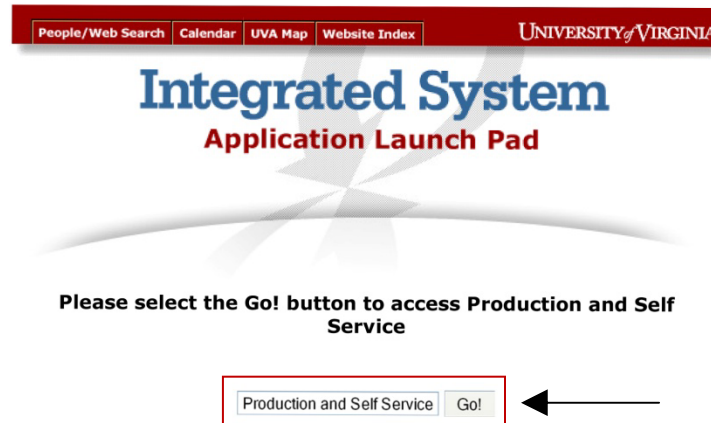 People/Web Search Calendar UVA Map Website Index UNIVERSITY of VIRGINIA
Integrated System
Application Launch Pad
Please select the Go! button to access Production and Self
Service
Production and Self Service Go!